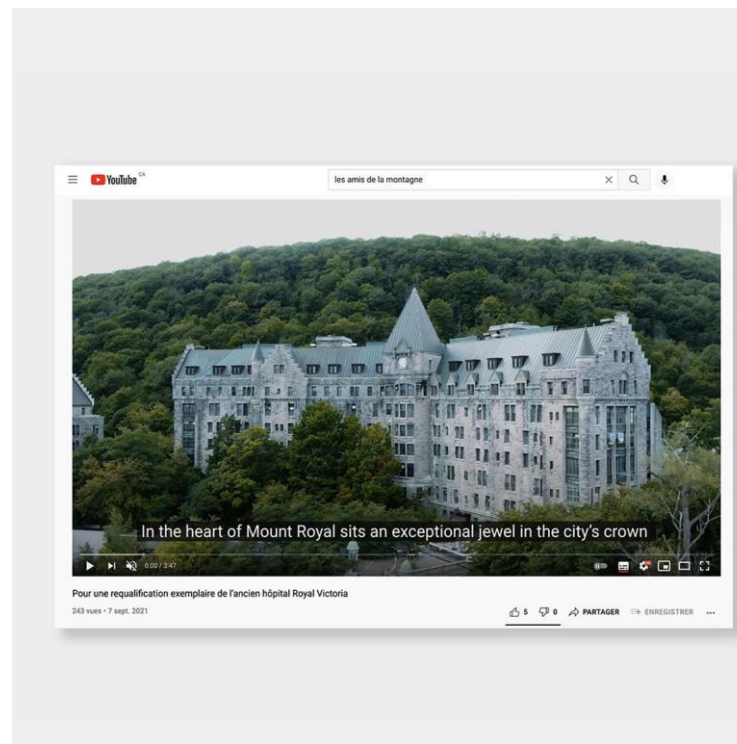 YouTube CA
les amis de la montagne
In the heart of Mount Royal sits an exceptional jewel in the city's crown
0:00 / 3:47
Pour une requalification exemplaire de l'ancien hôpital Royal Victoria
243 vues • 7 sept. 2021
5 0 PARTAGER ENREGISTRER